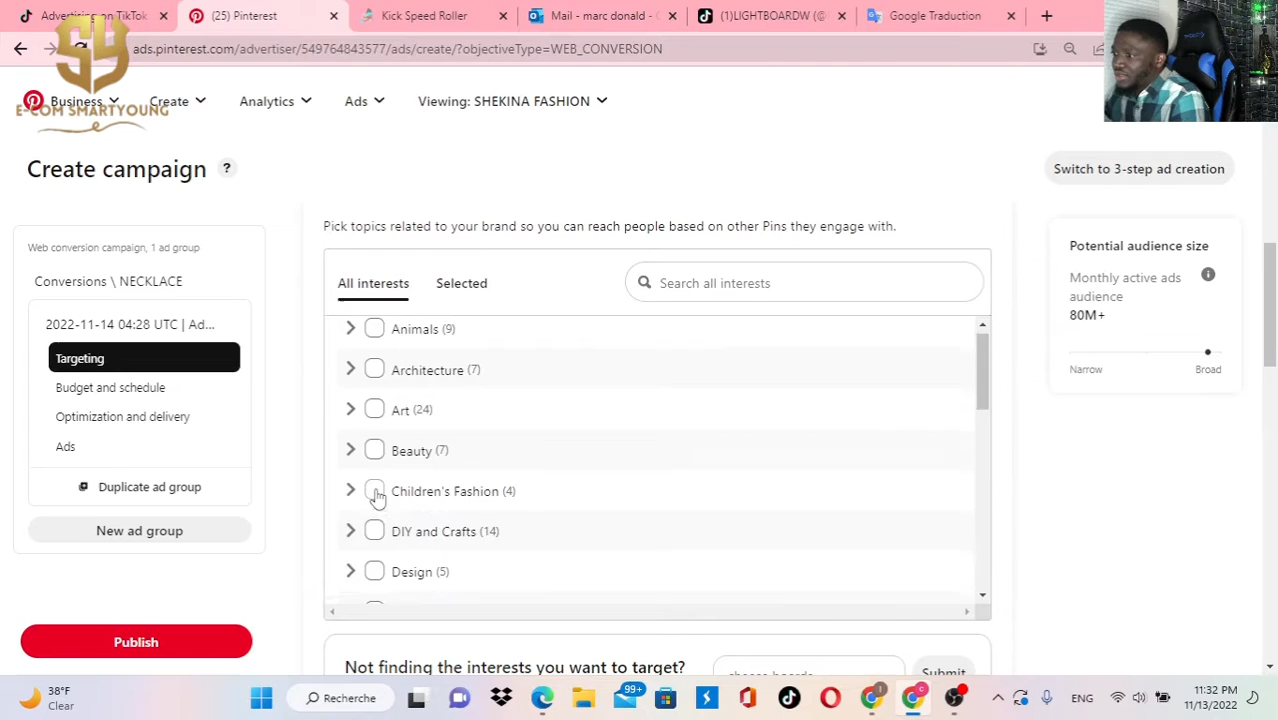 Advertising on TikTok
(25) Pinterest
Kick Speed Roller
Mail - marc donald -
(1)LIGHTBOARDW (@
Google Traduction
ads.pinterest.com/advertiser/549764843577/ads/create/?objectiveType=WEB_CONVERSION
SY
E-COM SMARTYOUNG
Business
Create
Analytics
Ads
Viewing: SHEKINA FASHION
Create campaign ?
Switch to 3-step ad creation
Web conversion campaign, 1 ad group
Conversions \ NECKLACE
2022-11-14 04:28 UTC | Ad...
Targeting
Budget and schedule
Optimization and delivery
Ads
Duplicate ad group
New ad group
Publish
Pick topics related to your brand so you can reach people based on other Pins they engage with.
All interests
Selected
Search all interests
Animals (9)
Architecture (7)
Art (24)
Beauty (7)
Children's Fashion (4)
DIY and Crafts (14)
Design (5)
Not finding the interests you want to target?
Submit
Potential audience size
Monthly active ads
audience
80M+
Narrow
Broad
38°F
Clear
Recherche
99+
ENG
11:32 PM
11/13/2022